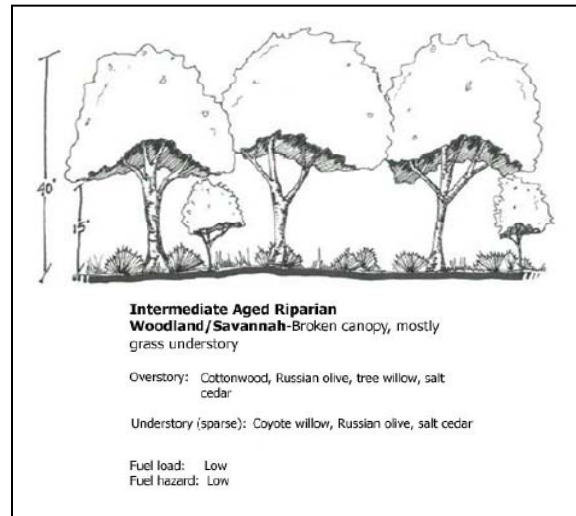 40'
15'
Intermediate Aged Riparian
Woodland/Savannah-Broken canopy, mostly
grass understory
Overstory: Cottonwood, Russian olive, tree willow, salt
cedar
Understory (sparse): Coyote willow, Russian olive, salt cedar
Fuel load: Low
Fuel hazard: Low